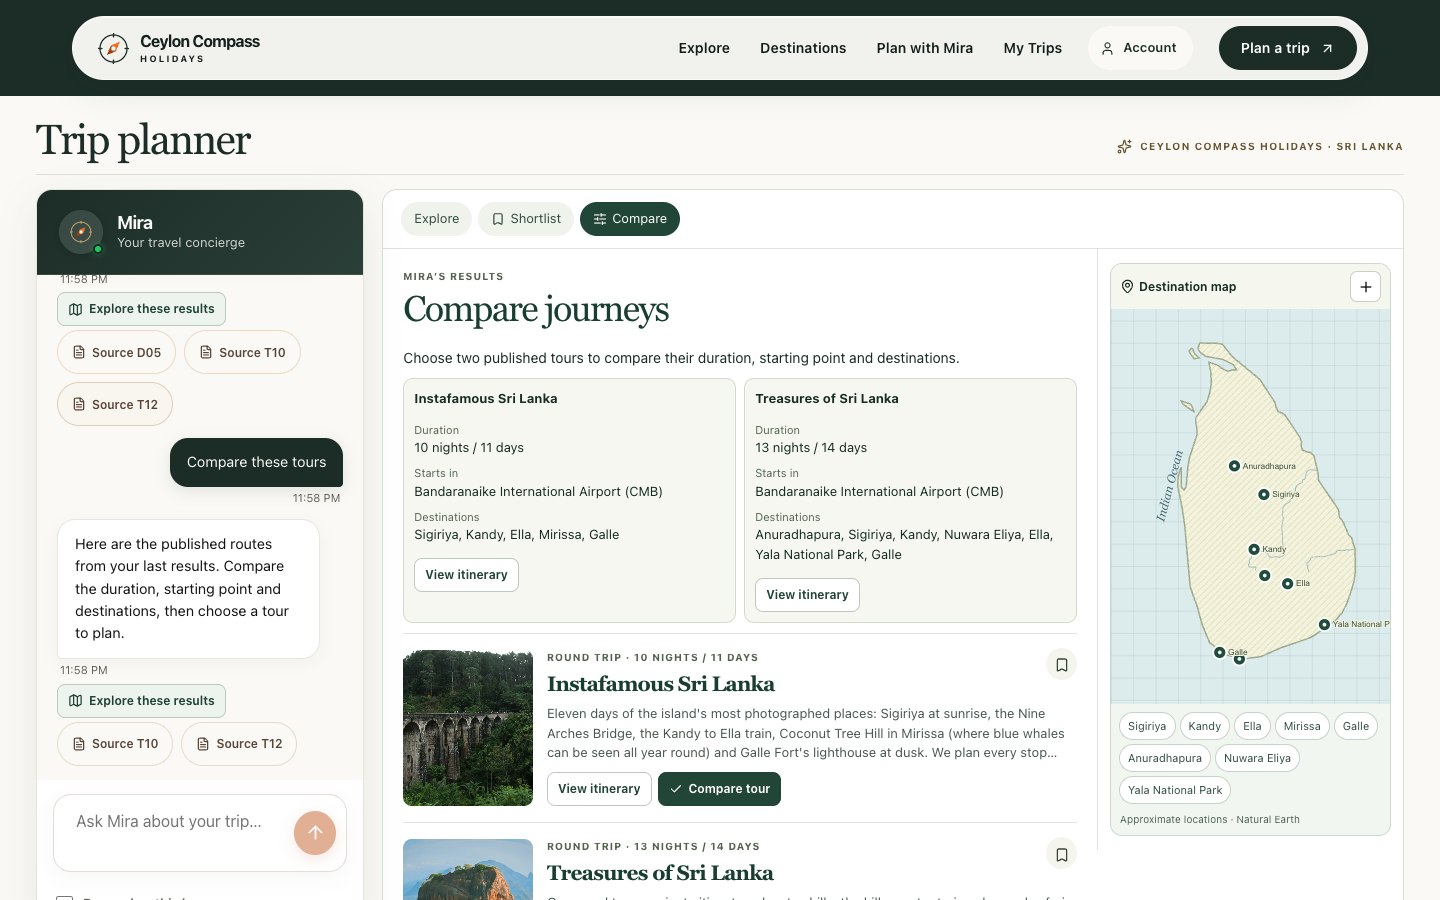 Ceylon Compass
HOLIDAYS
Explore
Destinations
Plan with Mira
My Trips
Account
Plan a trip
Trip planner
CEYLON COMPASS HOLIDAYS · SRI LANKA
Mira
Your travel concierge
11:58 PM
Explore these results
Source D05
Source T10
Source T12
Compare these tours
11:58 PM
Here are the published routes
from your last results. Compare
the duration, starting point and
destinations, then choose a tour
to plan.
11:58 PM
Explore these results
Source T10
Source T12
Ask Mira about your trip...
Explore
Shortlist
Compare
MIRA'S RESULTS
Compare journeys
Choose two published tours to compare their duration, starting point and destinations.
Instafamous Sri Lanka
Duration
10 nights / 11 days
Starts in
Bandaranaike International Airport (CMB)
Destinations
Sigiriya, Kandy, Ella, Mirissa, Galle
View itinerary
Treasures of Sri Lanka
Duration
13 nights / 14 days
Starts in
Bandaranaike International Airport (CMB)
Destinations
Anuradhapura, Sigiriya, Kandy, Nuwara Eliya, Ella,
Yala National Park, Galle
View itinerary
ROUND TRIP · 10 NIGHTS / 11 DAYS
Instafamous Sri Lanka
Eleven days of the island's most photographed places: Sigiriya at sunrise, the Nine
Arches Bridge, the Kandy to Ella train, Coconut Tree Hill in Mirissa (where blue whales
can be seen all year round) and Galle Fort's lighthouse at dusk. We plan every stop...
View itinerary
Compare tour
ROUND TRIP · 13 NIGHTS / 14 DAYS
Treasures of Sri Lanka
Destination map
Indian Ocean
Anuradhapura
Sigiriya
Kandy
Ella
Yala National P
Galle
Sigiriya
Kandy
Ella
Mirissa
Galle
Anuradhapura
Nuwara Eliya
Yala National Park
Approximate locations · Natural Earth